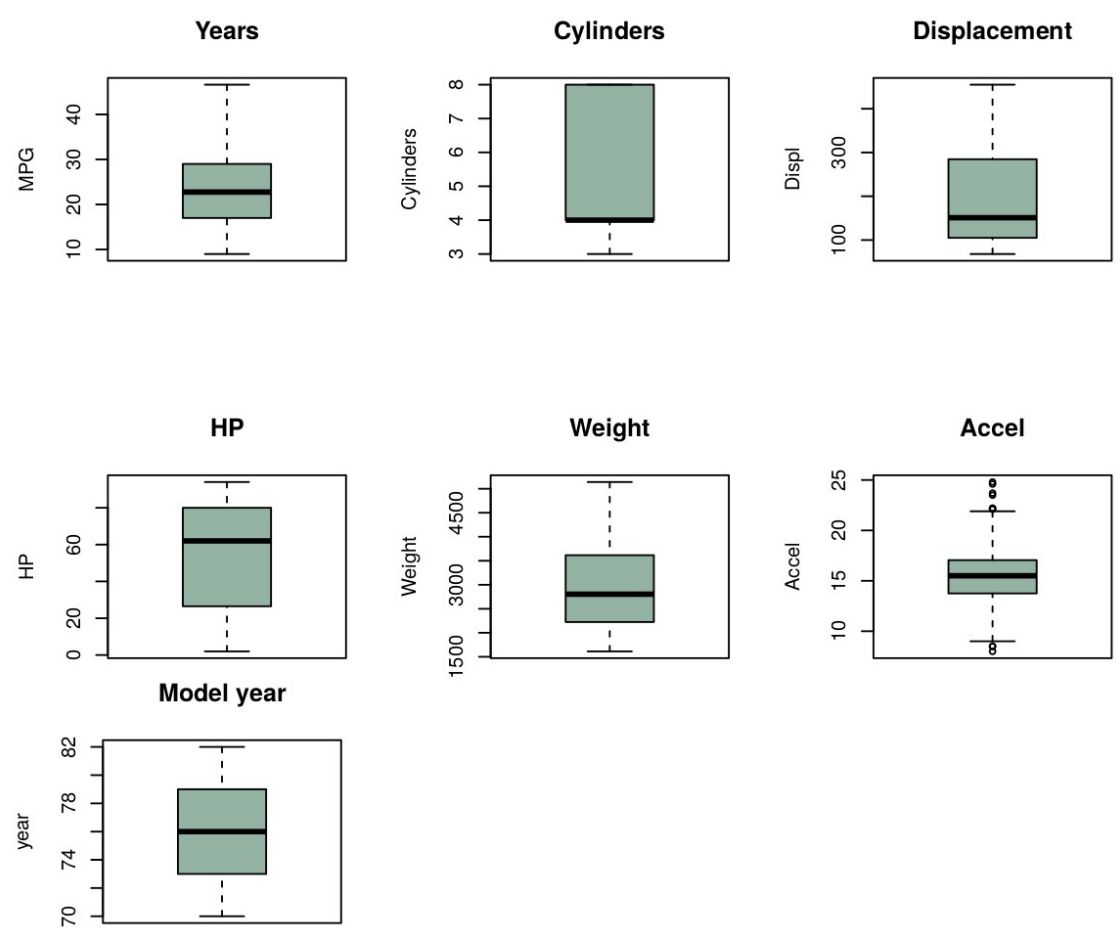 Years
MPG
40
30
20
10
Cylinders
Cylinders
8
7
6
5
4
3
Displacement
Displ
300
100
HP
HP
60
20
0
Weight
Weight
4500
3000
1500
Accel
Accel
25
20
15
10
Model year
year
82
78
74
70